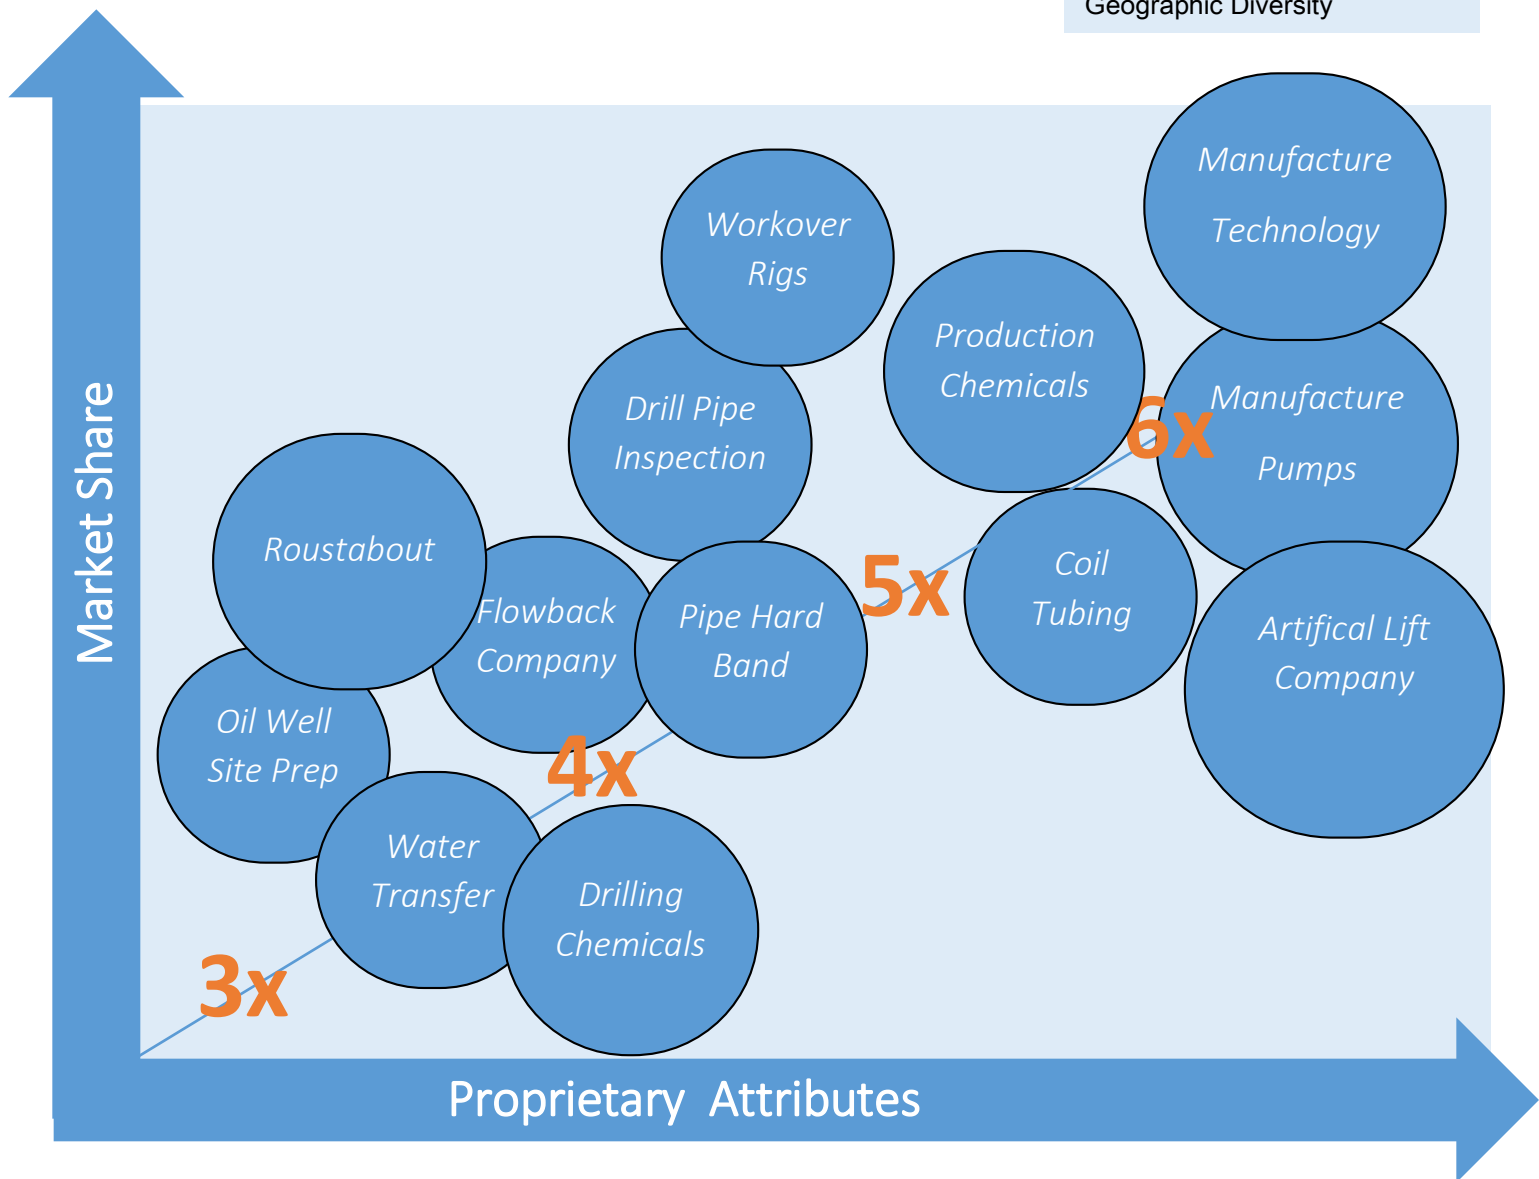 Geographic Diversity
Manufacture
Technology
Workover
Rigs
Production
Chemicals
Manufacture
Pumps
6x
Drill Pipe
Inspection
Roustabout
Flowback
Company
Pipe Hard
Band
5x
Coil
Tubing
Artifical Lift
Company
Oil Well
Site Prep
4x
Water
Transfer
Drilling
Chemicals
3x
Market Share
Proprietary Attributes